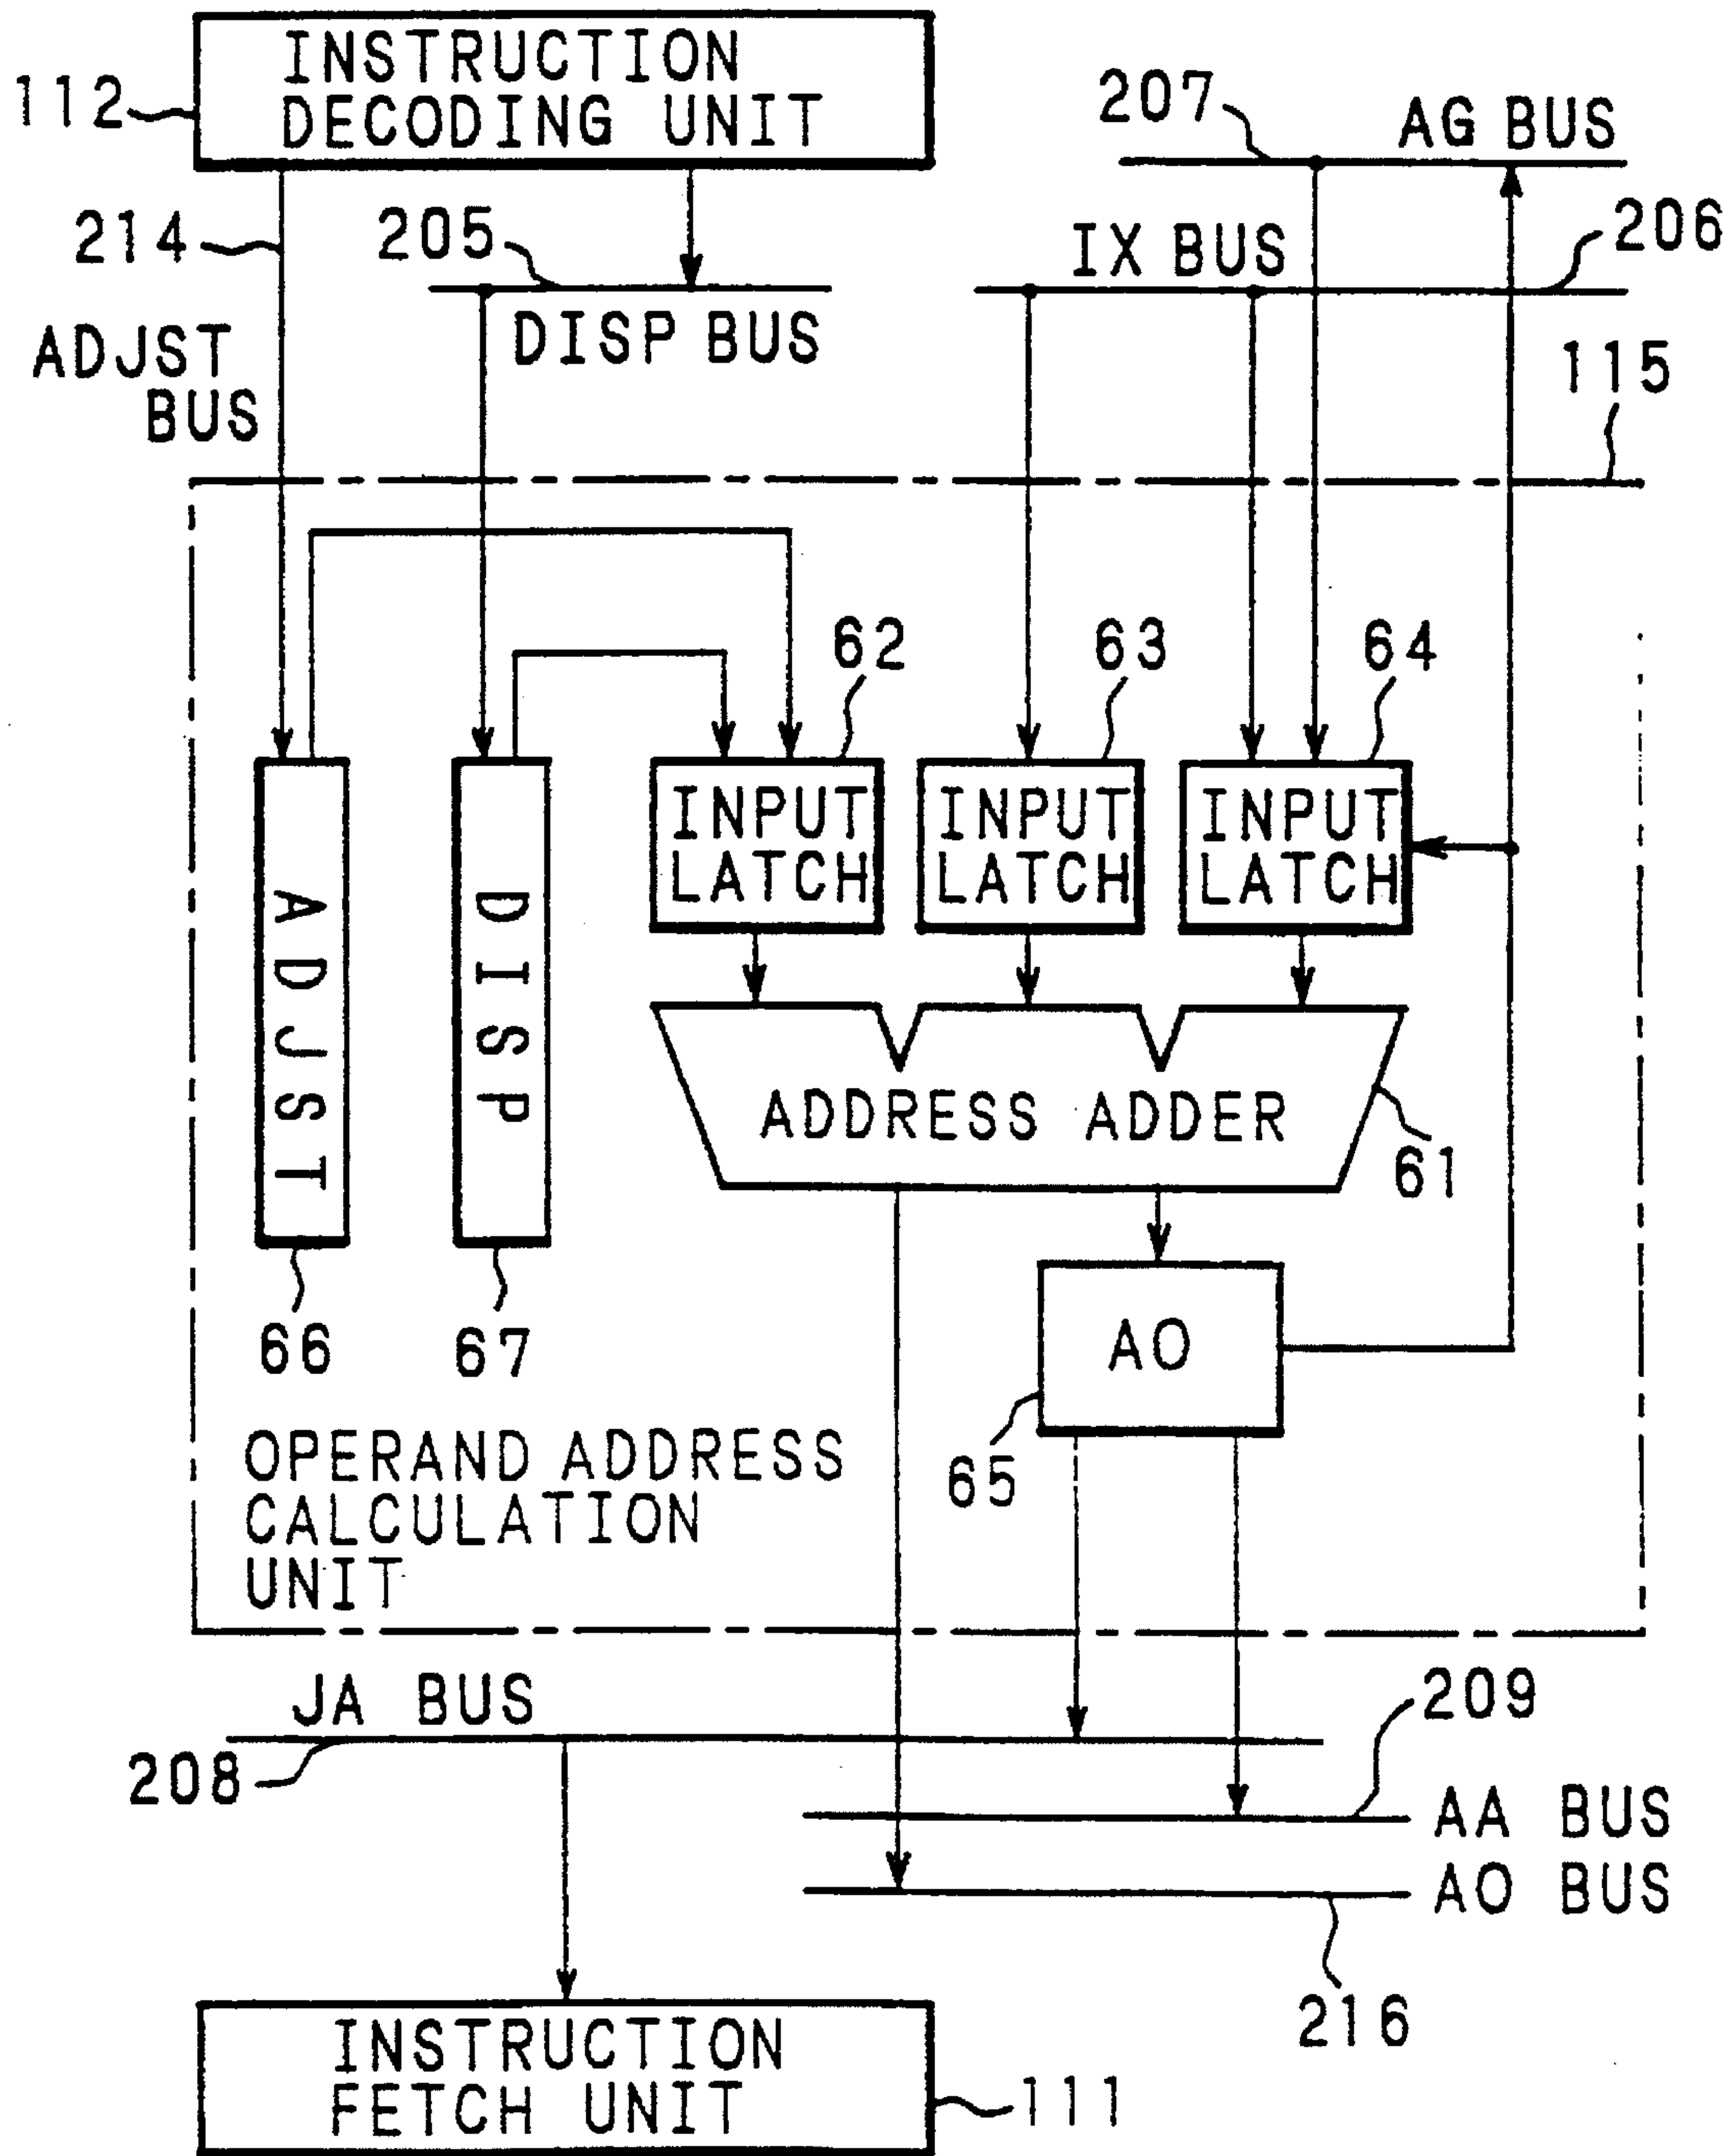 INSTRUCTION
DECODING UNIT
112
207
AG BUS
214
205
IX BUS
206
ADJST
BUS
DISP BUS
115
62
63
64
INPUT
LATCH
INPUT
LATCH
INPUT
LATCH
ADJST
DISP
ADDRESS ADDER
61
66
67
AO
65
OPERAND ADDRESS
CALCULATION
UNIT
JA BUS
209
208
AA BUS
AO BUS
216
INSTRUCTION
FETCH UNIT
111